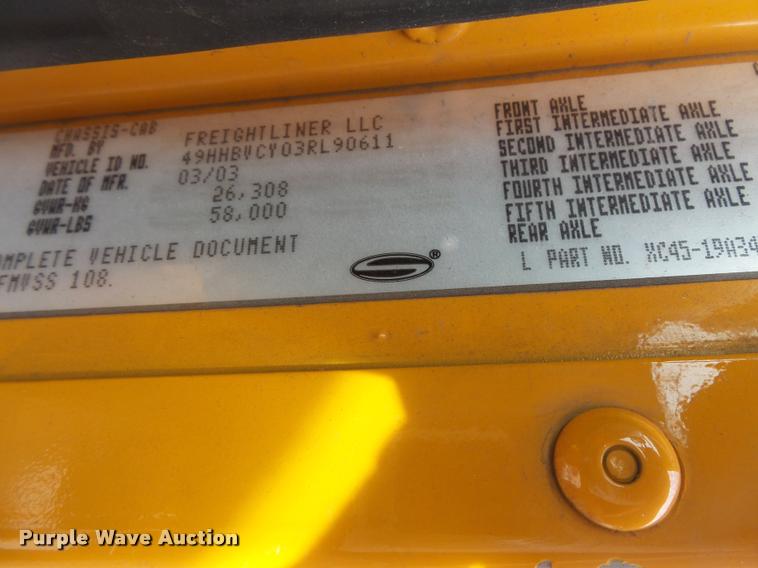 CHASSIS-CAB
MFD. BY FREIGHTLINER LLC
VEHICLE ID NO. 49HHBVCY03RL90611
DATE OF MFR. 03/03
GVWR-KG 26,308
GVWR-LBS 58,000
OMPLETE VEHICLE DOCUMENT
FMVSS 108.
®
FRONT AXLE
FIRST INTERMEDIATE AXLE
SECOND INTERMEDIATE AXLE
THIRD INTERMEDIATE AXLE
FOURTH INTERMEDIATE AXLE
FIFTH INTERMEDIATE AXLE
REAR AXLE
L PART NO. XC45-19A34
Purple Wave Auction